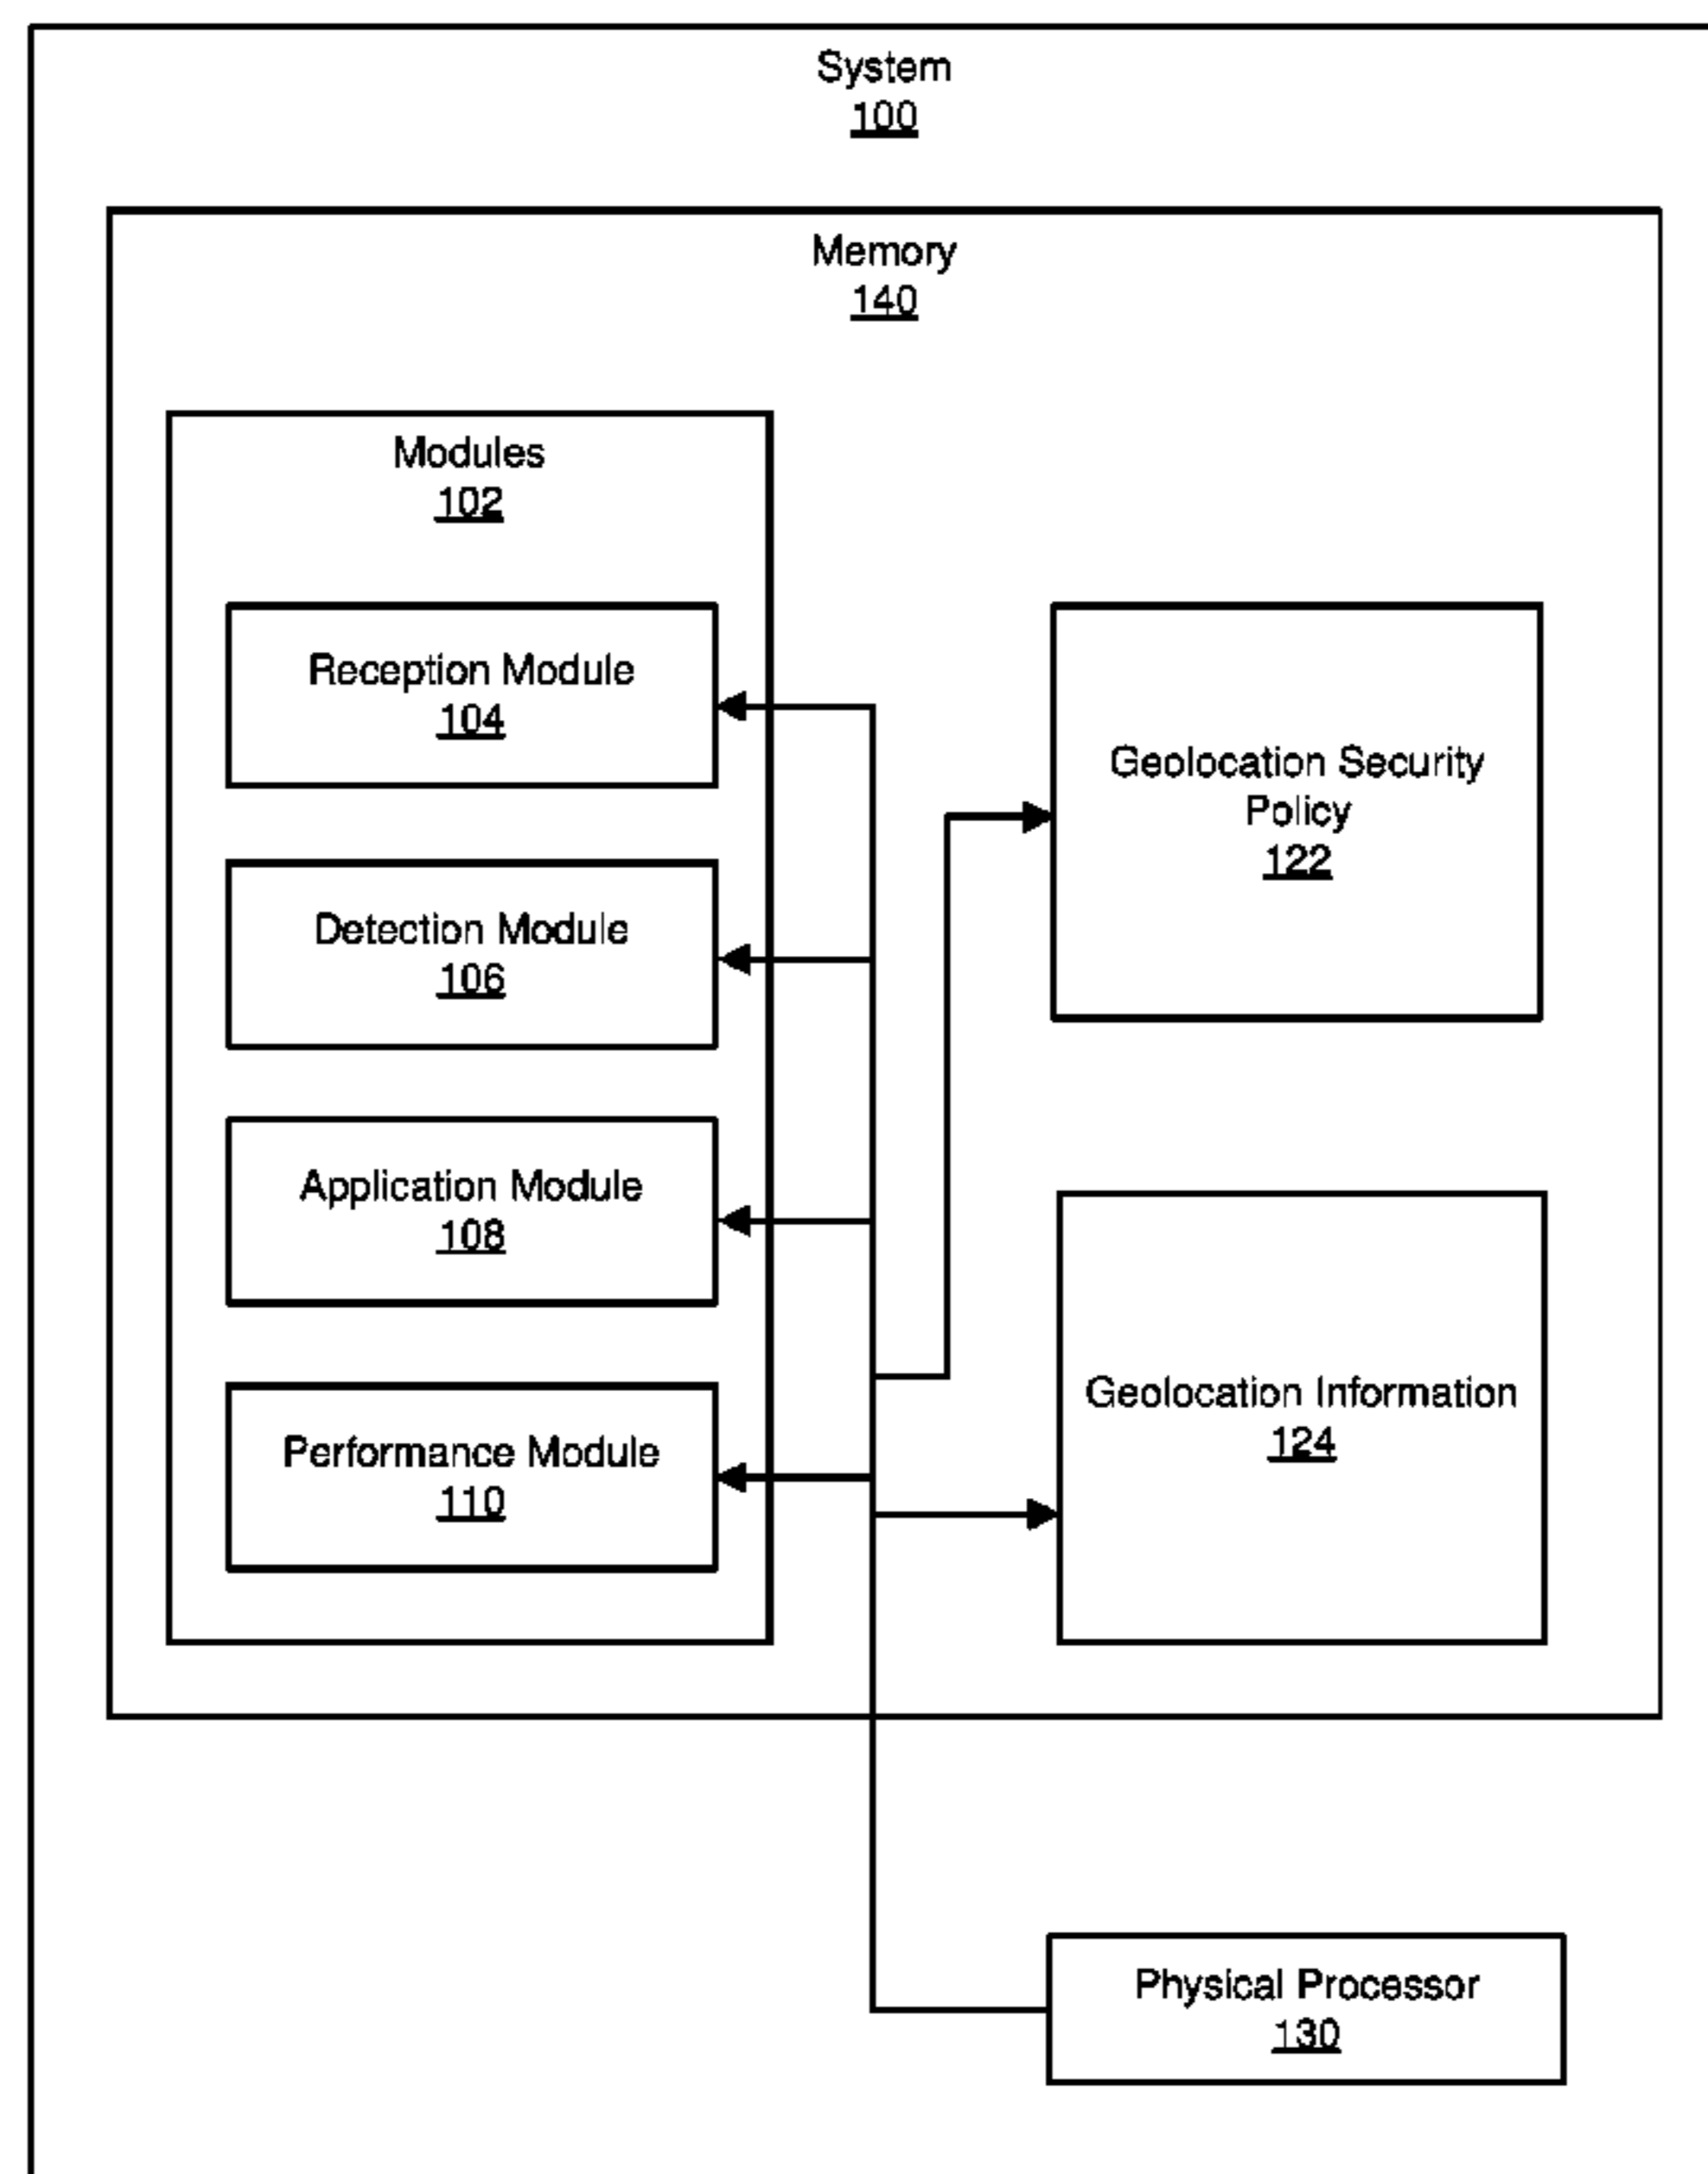 System
100
Memory
140
Modules
102
Reception Module
104
Detection Module
106
Application Module
108
Performance Module
110
Geolocation Security
Policy
122
Geolocation Information
124
Physical Processor
130